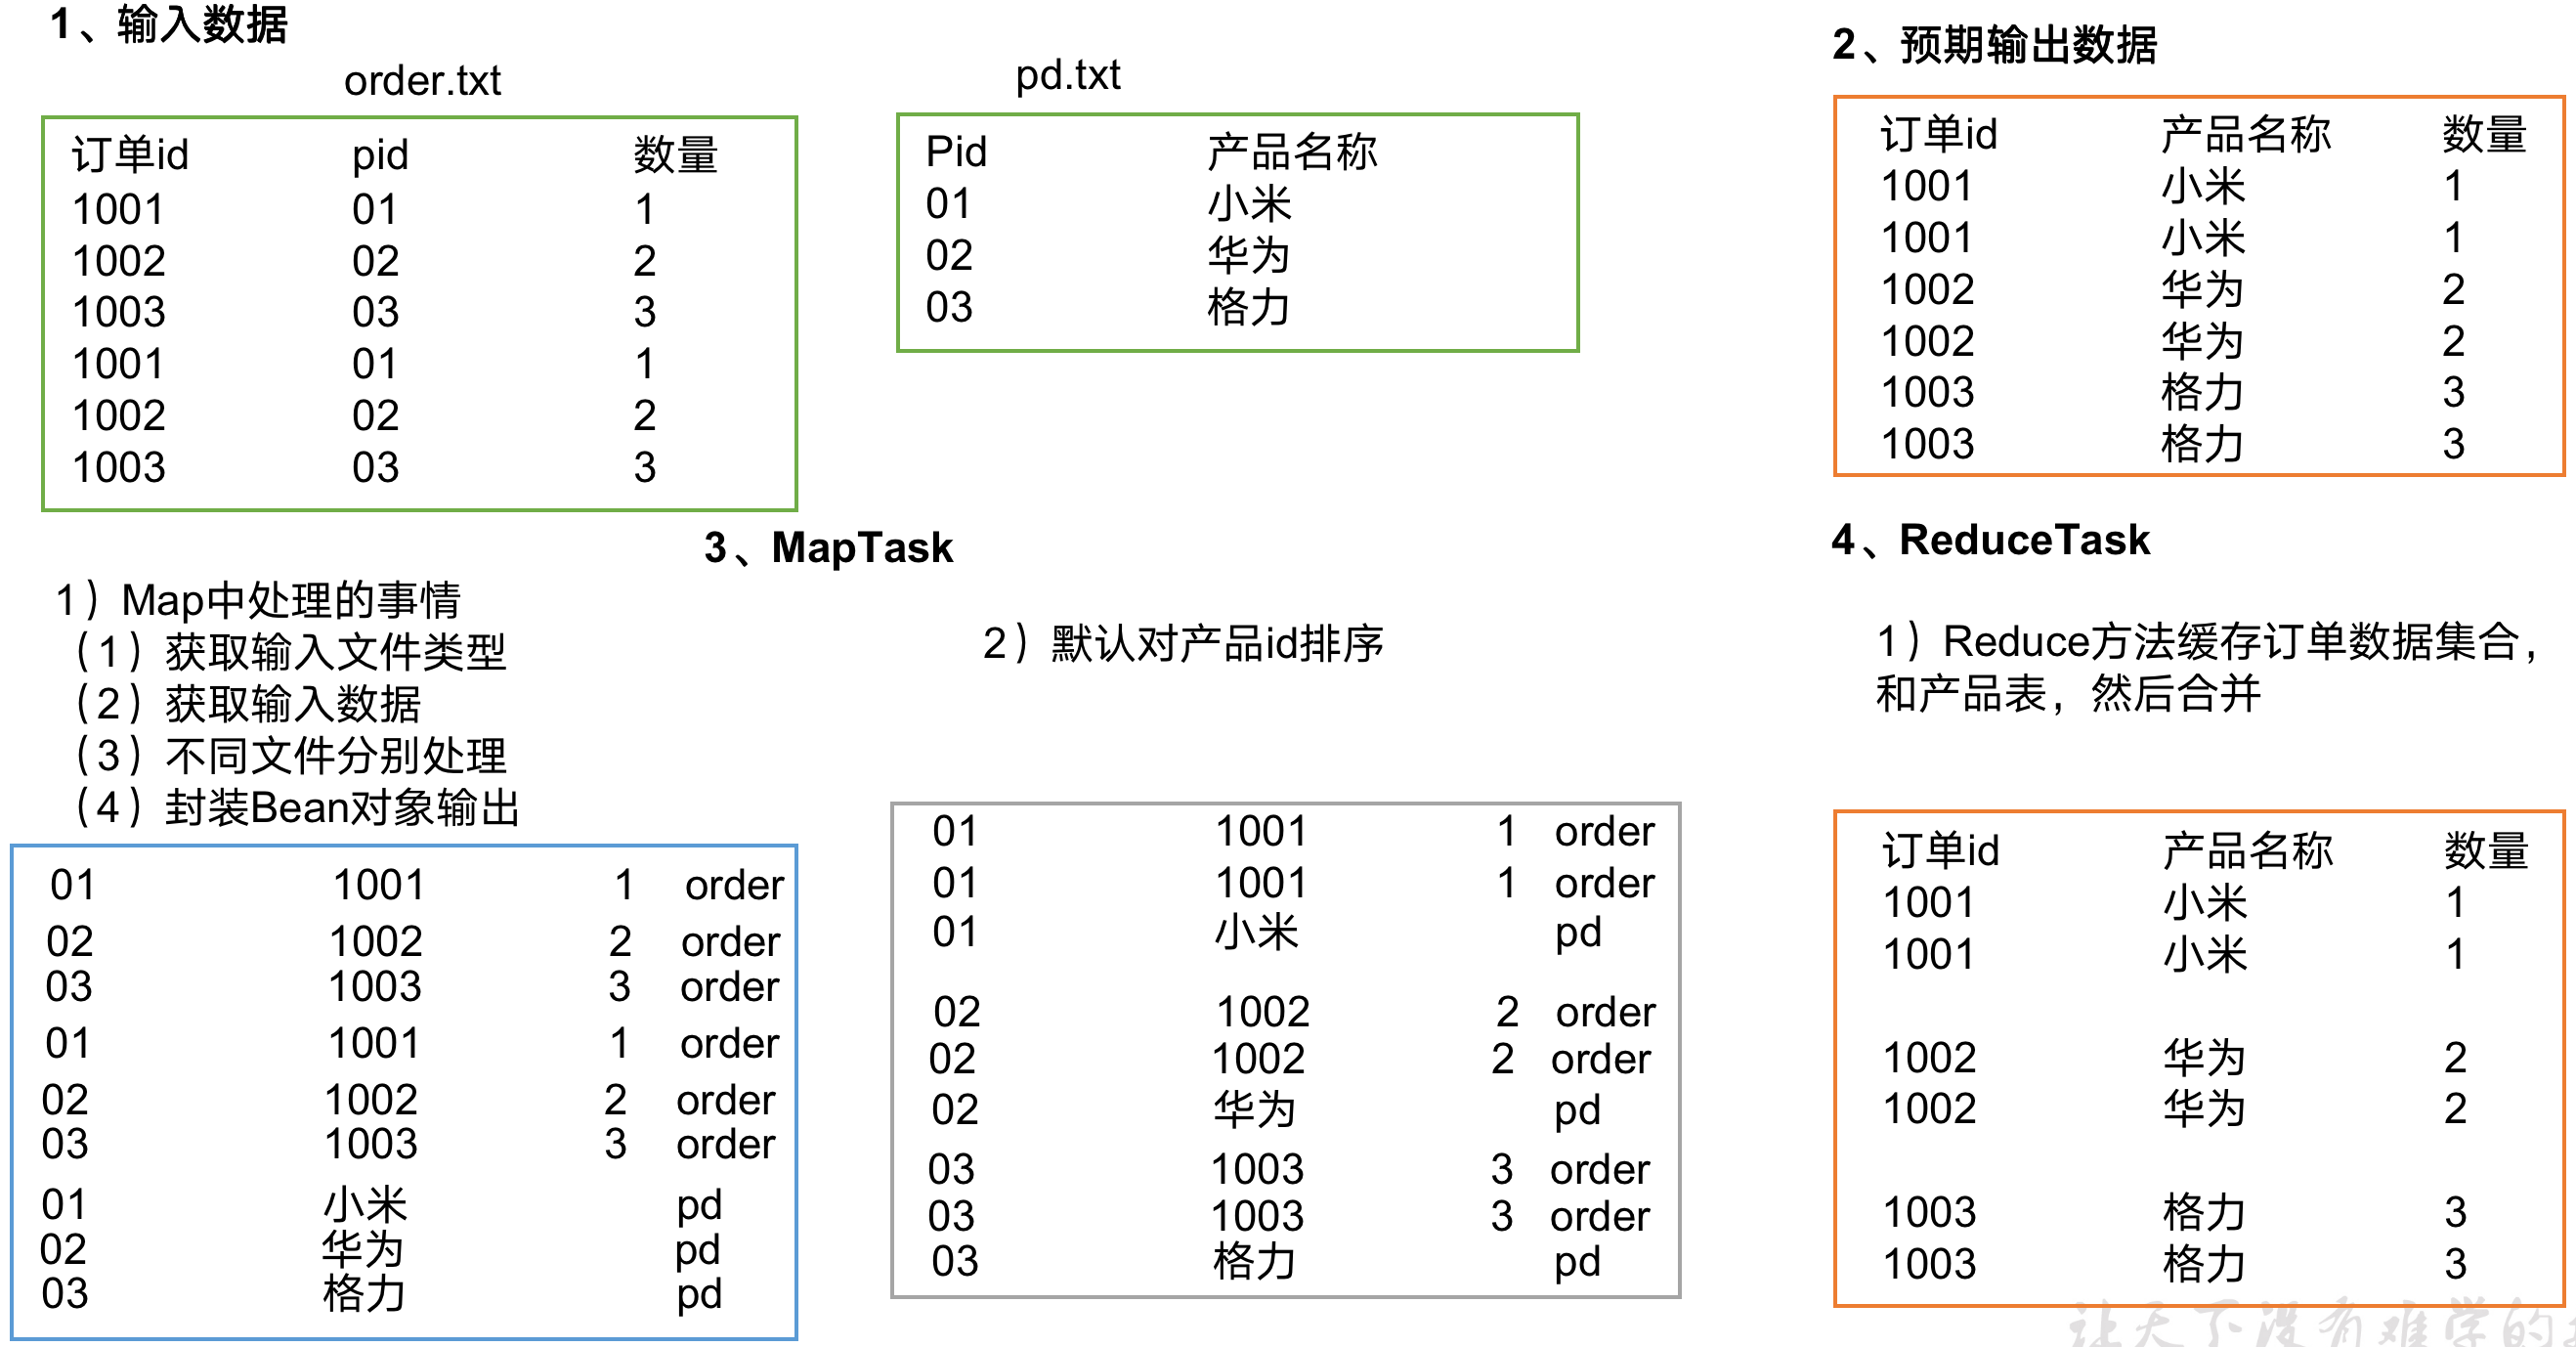 1、输入数据
order.txt
订单id pid 数量
1001 01 1
1002 02 2
1003 03 3
1001 01 1
1002 02 2
1003 03 3
pd.txt
Pid 产品名称
01 小米
02 华为
03 格力
2、预期输出数据
订单id 产品名称 数量
1001 小米 1
1001 小米 1
1002 华为 2
1002 华为 2
1003 格力 3
1003 格力 3
3、MapTask
1）Map中处理的事情
（1）获取输入文件类型
（2）获取输入数据
（3）不同文件分别处理
（4）封装Bean对象输出
01 1001 1 order
02 1002 2 order
03 1003 3 order
01 1001 1 order
02 1002 2 order
03 1003 3 order
01 小米 pd
02 华为 pd
03 格力 pd
2）默认对产品id排序
01 1001 1 order
01 1001 1 order
01 小米 pd
02 1002 2 order
02 1002 2 order
02 华为 pd
03 1003 3 order
03 1003 3 order
03 格力 pd
4、ReduceTask
1）Reduce方法缓存订单数据集合，
和产品表，然后合并
订单id 产品名称 数量
1001 小米 1
1001 小米 1
1002 华为 2
1002 华为 2
1003 格力 3
1003 格力 3
让天下没有难学的